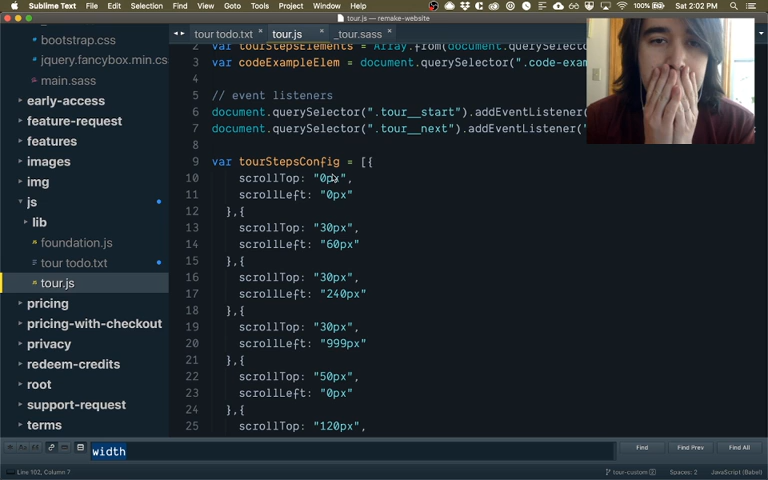 Sublime Text File Edit Selection Find View Goto Tools Project Window Help 100% Sat 2:02 PM
tour.js — remake-website
tour todo.txt × tour.js × _tour.sass ×
bootstrap.css
jquery.fancybox.min.cs
main.sass
early-access
feature-request
features
images
img
js
lib
foundation.js
tour todo.txt
tour.js
pricing
pricing-with-checkout
privacy
redeem-credits
root
support-request
terms
2 var tourStepsElements = Array.from(document.querySelecto
3 var codeExampleElem = document.querySelector(".code-exam
4
5 // event listeners
6 document.querySelector(".tour__start").addEventListener(
7 document.querySelector(".tour__next").addEventListener("
8
9 var tourStepsConfig = [{
10 scrollTop: "0px",
11 scrollLeft: "0px"
12 },{
13 scrollTop: "30px",
14 scrollLeft: "60px"
15 },{
16 scrollTop: "30px",
17 scrollLeft: "240px"
18 },{
19 scrollTop: "30px",
20 scrollLeft: "999px"
21 },{
22 scrollTop: "50px",
23 scrollLeft: "0px"
24 },{
25 scrollTop: "120px",
width Find Find Prev Find All
Line 102, Column 7 tour-custom Spaces: 2 JavaScript (Babel)